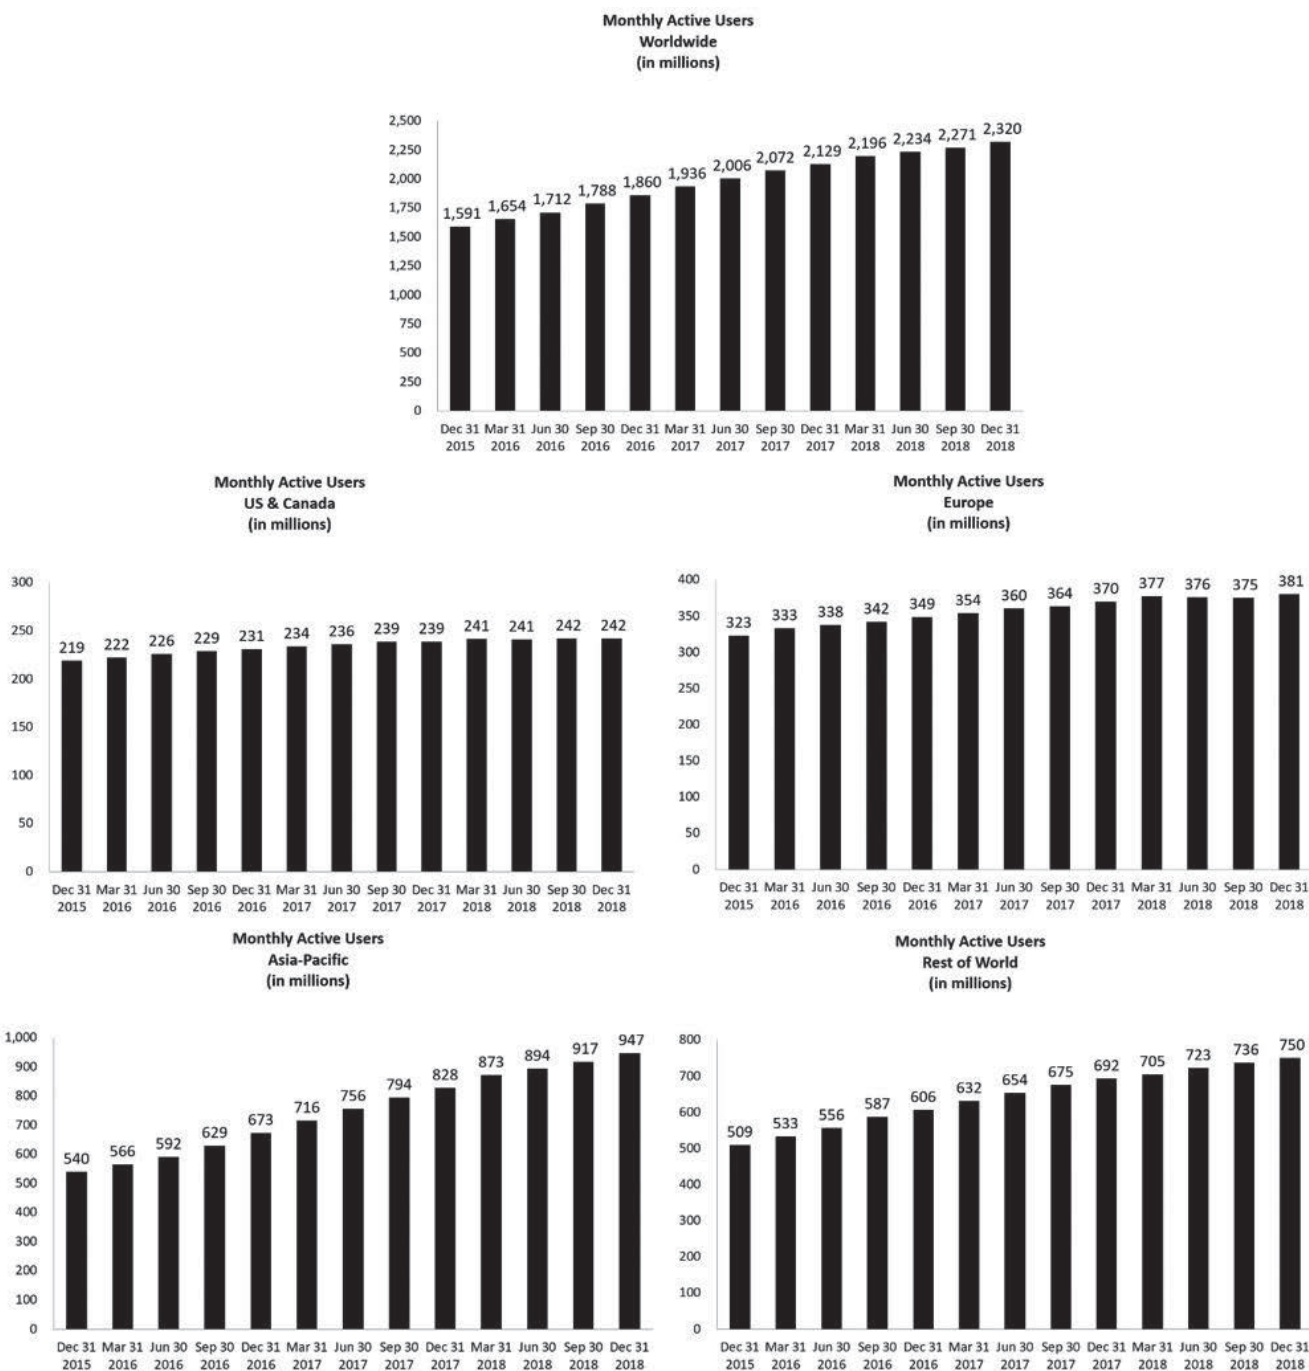 Monthly Active Users
Worldwide
(in millions)
2,500
2,250
2,000
1,750
1,500
1,250
1,000
750
500
250
0
1,591 1,654 1,712 1,788 1,860 1,936 2,006 2,072 2,129 2,196 2,234 2,271 2,320
Dec 31 Mar 31 Jun 30 Sep 30 Dec 31 Mar 31 Jun 30 Sep 30 Dec 31 Mar 31 Jun 30 Sep 30 Dec 31
2015 2016 2016 2016 2016 2017 2017 2017 2017 2018 2018 2018 2018
Monthly Active Users
US & Canada
(in millions)
300
250
200
150
100
50
0
219 222 226 229 231 234 236 239 239 241 241 242 242
Dec 31 Mar 31 Jun 30 Sep 30 Dec 31 Mar 31 Jun 30 Sep 30 Dec 31 Mar 31 Jun 30 Sep 30 Dec 31
2015 2016 2016 2016 2016 2017 2017 2017 2017 2018 2018 2018 2018
Monthly Active Users
Europe
(in millions)
400
350
300
250
200
150
100
50
0
323 333 338 342 349 354 360 364 370 377 376 375 381
Dec 31 Mar 31 Jun 30 Sep 30 Dec 31 Mar 31 Jun 30 Sep 30 Dec 31 Mar 31 Jun 30 Sep 30 Dec 31
2015 2016 2016 2016 2016 2017 2017 2017 2017 2018 2018 2018 2018
Monthly Active Users
Asia-Pacific
(in millions)
1,000
900
800
700
600
500
400
300
200
100
0
540 566 592 629 673 716 756 794 828 873 894 917 947
Dec 31 Mar 31 Jun 30 Sep 30 Dec 31 Mar 31 Jun 30 Sep 30 Dec 31 Mar 31 Jun 30 Sep 30 Dec 31
2015 2016 2016 2016 2016 2017 2017 2017 2017 2018 2018 2018 2018
Monthly Active Users
Rest of World
(in millions)
800
700
600
500
400
300
200
100
0
509 533 556 587 606 632 654 675 692 705 723 736 750
Dec 31 Mar 31 Jun 30 Sep 30 Dec 31 Mar 31 Jun 30 Sep 30 Dec 31 Mar 31 Jun 30 Sep 30 Dec 31
2015 2016 2016 2016 2016 2017 2017 2017 2017 2018 2018 2018 2018